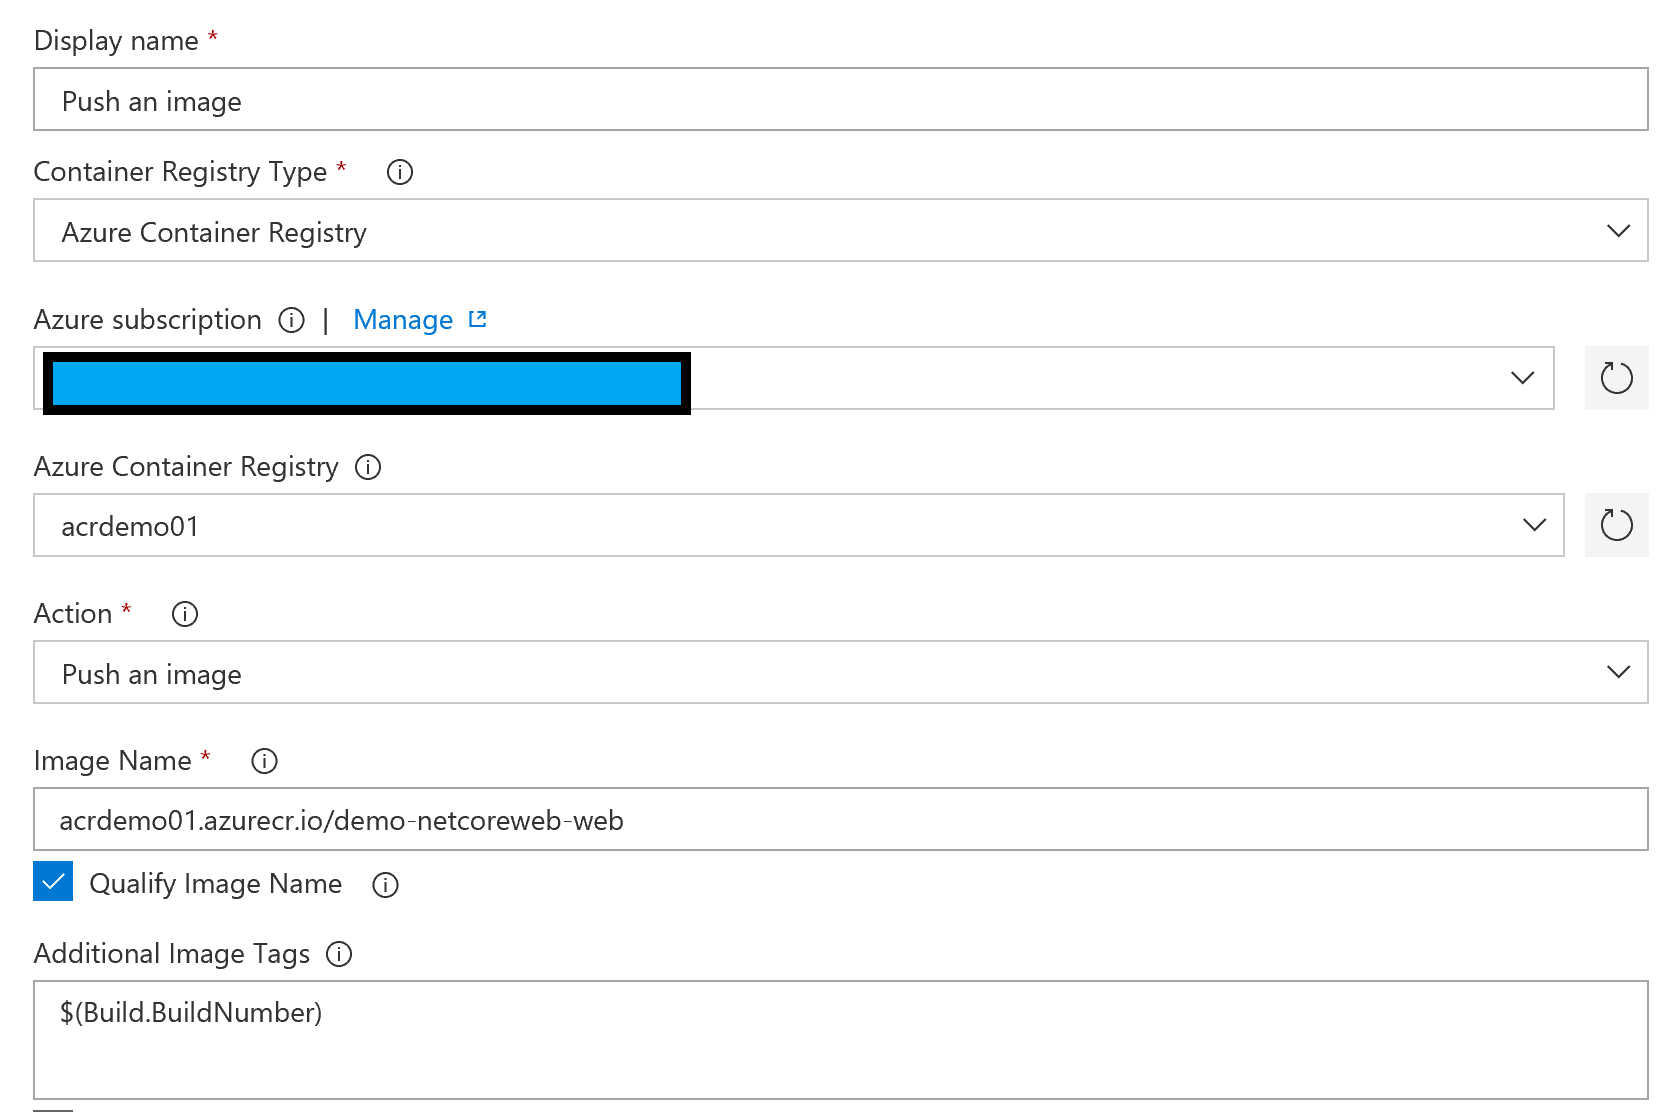 Display name *
Push an image
Container Registry Type *
Azure Container Registry
Azure subscription | Manage
Azure Container Registry
acrdemo01
Action *
Push an image
Image Name *
acrdemo01.azurecr.io/demo-netcoreweb-web
Qualify Image Name
Additional Image Tags
$(Build.BuildNumber)